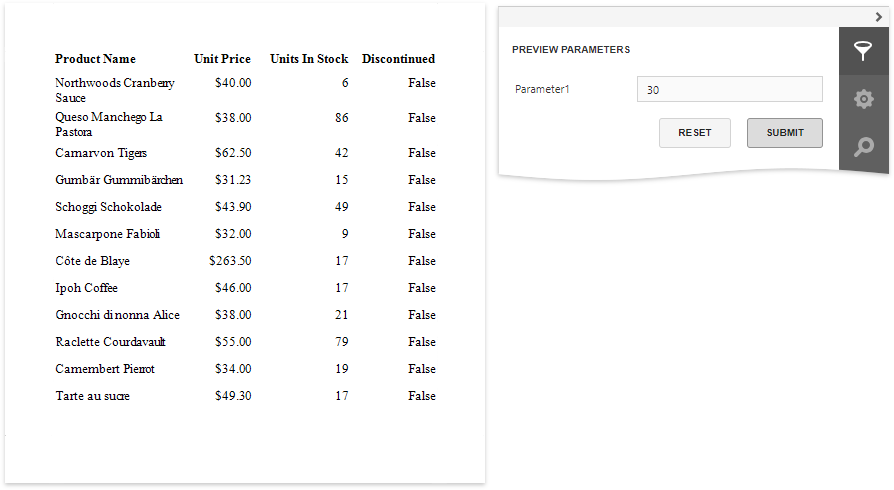 Product Name Unit Price Units In Stock Discontinued
Northwoods Cranberry $40.00 6 False
Sauce
Queso Manchego La $38.00 86 False
Pastora
Carnarvon Tigers $62.50 42 False
Gumbär Gummibärchen $31.23 15 False
Schoggi Schokolade $43.90 49 False
Mascarpone Fabioli $32.00 9 False
Côte de Blaye $263.50 17 False
Ipoh Coffee $46.00 17 False
Gnocchi di nonna Alice $38.00 21 False
Raclette Courdavault $55.00 79 False
Camembert Pierrot $34.00 19 False
Tarte au sucre $49.30 17 False
PREVIEW PARAMETERS
Parameter1 30
RESET SUBMIT